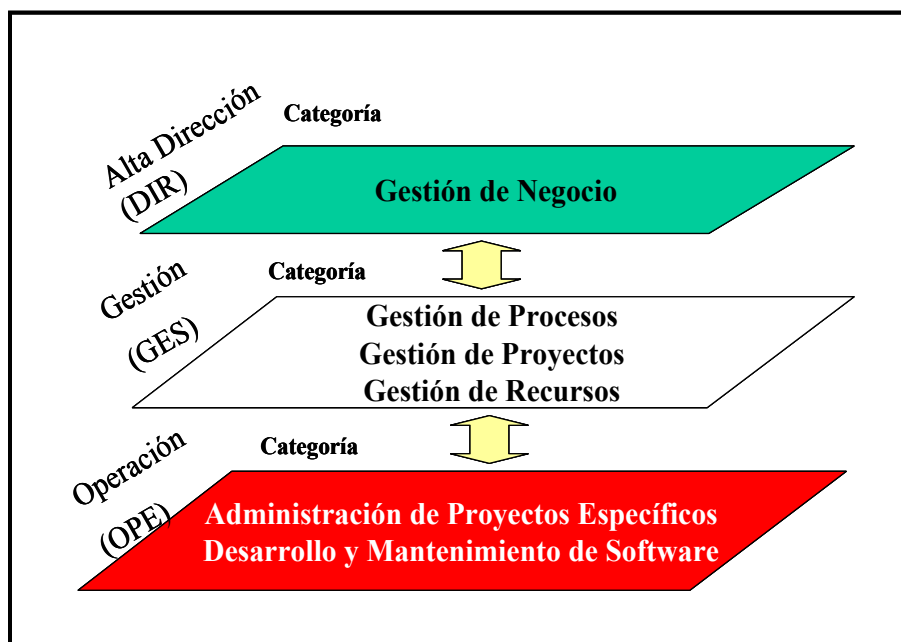 Categoría
Alta Dirección
(DIR)
Gestión de Negocio
Categoría
Gestión
(GES)
Gestión de Procesos
Gestión de Proyectos
Gestión de Recursos
Categoría
Operación
(OPE)
Administración de Proyectos Específicos
Desarrollo y Mantenimiento de Software